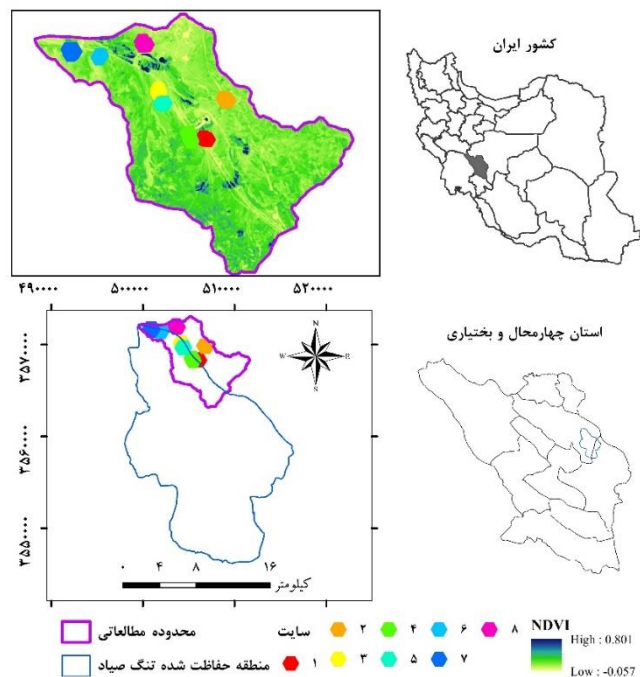 کشور ایران
۴۹۰۰۰۰ ۵۰۰۰۰۰ ۵۱۰۰۰۰ ۵۲۰۰۰۰
استان چهارمحال و بختیاری
N
W E
S
۳۵۷۰۰۰۰
۳۵۶۰۰۰۰
۳۵۵۰۰۰۰
۰ ۴ ۸ ۱۶
کیلومتر
محدوده مطالعاتی
منطقه حفاظت شده تنگ صیاد
سایت
۲ ۴ ۶ ۸
۱ ۳ ۵ ۷
NDVI
High : 0.801
Low : -0.057